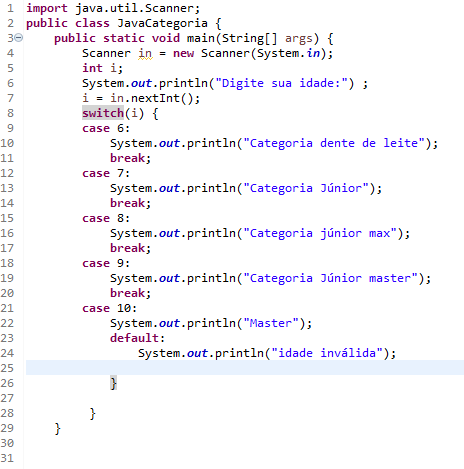 1 import java.util.Scanner;
2 public class JavaCategoria {
3 public static void main(String[] args) {
4 Scanner in = new Scanner(System.in);
5 int i;
6 System.out.println("Digite sua idade:") ;
7 i = in.nextInt();
8 switch(i) {
9 case 6:
10 System.out.println("Categoria dente de leite");
11 break;
12 case 7:
13 System.out.println("Categoria Júnior");
14 break;
15 case 8:
16 System.out.println("Categoria júnior max");
17 break;
18 case 9:
19 System.out.println("Categoria Júnior master");
20 break;
21 case 10:
22 System.out.println("Master");
23 default:
24 System.out.println("idade inválida");
25
26 }
27
28 }
29 }
30
31